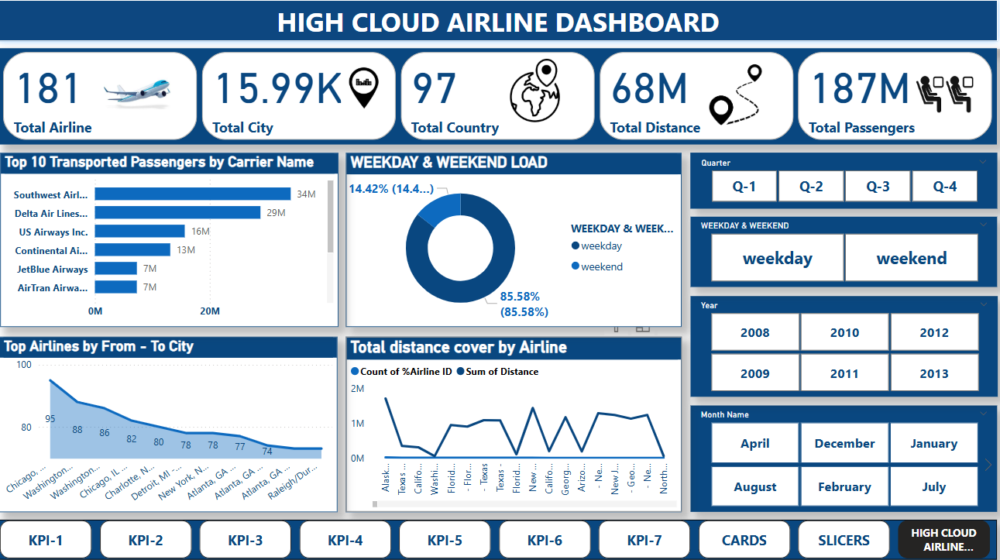 HIGH CLOUD AIRLINE DASHBOARD
181
Total Airline
15.99K
Total City
97
Total Country
68M
Total Distance
187M
Total Passengers
Top 10 Transported Passengers by Carrier Name
Southwest Airl... 34M
Delta Air Lines... 29M
US Airways Inc. 16M
Continental Ai... 13M
JetBlue Airways 7M
AirTran Airwa... 7M
0M 20M
WEEKDAY & WEEKEND LOAD
14.42% (14.4...)
85.58%
(85.58%)
WEEKDAY & WEEK...
weekday
weekend
Quarter
Q-1 Q-2 Q-3 Q-4
WEEKDAY & WEEKEND
weekday weekend
Year
2008 2010 2012
2009 2011 2013
Month Name
April December January
August February July
Top Airlines by From - To City
100
80
95 88 86 82 80 78 78 77 74
Chicago, ...
Washington...
Washington...
Chicago, IL ...
Charlotte, N...
Detroit, MI -...
New York, N...
Atlanta, GA ...
Atlanta, GA ...
Atlanta, GA ...
Raleigh/Dur...
Total distance cover by Airline
Count of %Airline ID Sum of Distance
2M
1M
0M
Alask...
Texas ...
Califo...
Washi...
Florid...
- Flor...
- Texas
Texas -
Florid...
New ...
Califo...
Georg...
Arizo...
- Ne...
New J...
- Geo...
- Ne...
North...
KPI-1 KPI-2 KPI-3 KPI-4 KPI-5 KPI-6 KPI-7 CARDS SLICERS
HIGH CLOUD
AIRLINE...